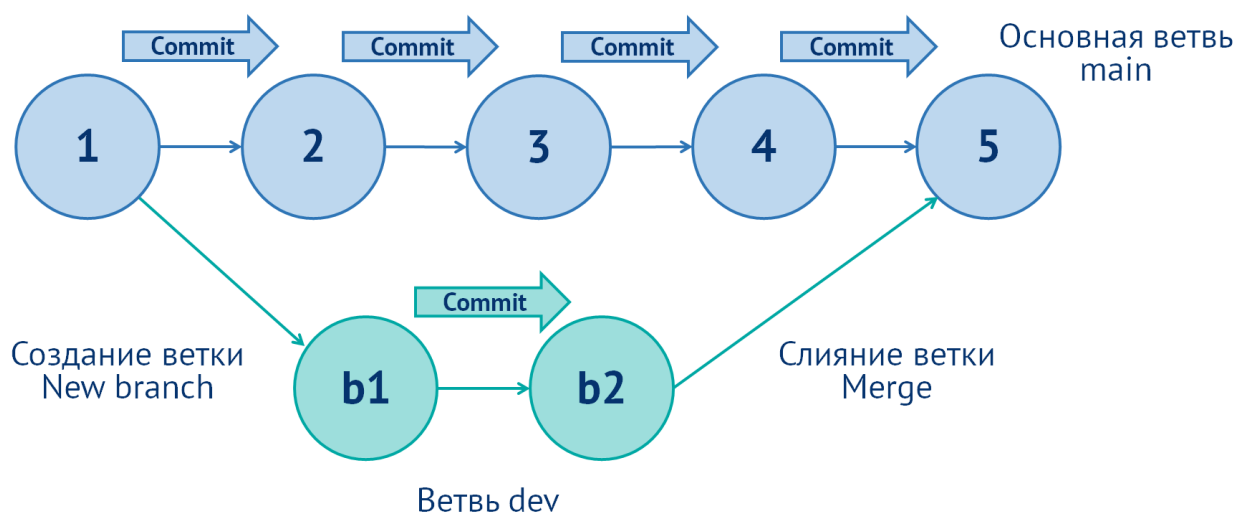 Commit
Commit
Commit
Commit
Основная ветвь
main
1
2
3
4
5
Commit
Создание ветки
New branch
b1
b2
Слияние ветки
Merge
Ветвь dev